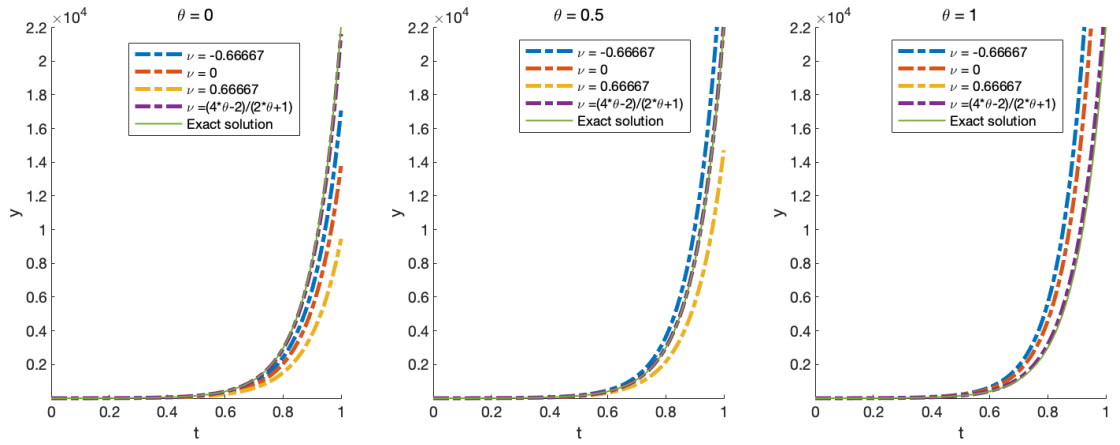 θ = 0
×10⁴
2.2
2
1.8
1.6
1.4
1.2
1
0.8
0.6
0.4
0.2
y
ν = -0.66667
ν = 0
ν = 0.66667
ν =(4*θ-2)/(2*θ+1)
Exact solution
0 0.2 0.4 0.6 0.8 1
t
θ = 0.5
×10⁴
2.2
2
1.8
1.6
1.4
1.2
1
0.8
0.6
0.4
0.2
y
ν = -0.66667
ν = 0
ν = 0.66667
ν =(4*θ-2)/(2*θ+1)
Exact solution
0 0.2 0.4 0.6 0.8 1
t
θ = 1
×10⁴
2.2
2
1.8
1.6
1.4
1.2
1
0.8
0.6
0.4
0.2
y
ν = -0.66667
ν = 0
ν = 0.66667
ν =(4*θ-2)/(2*θ+1)
Exact solution
0 0.2 0.4 0.6 0.8 1
t